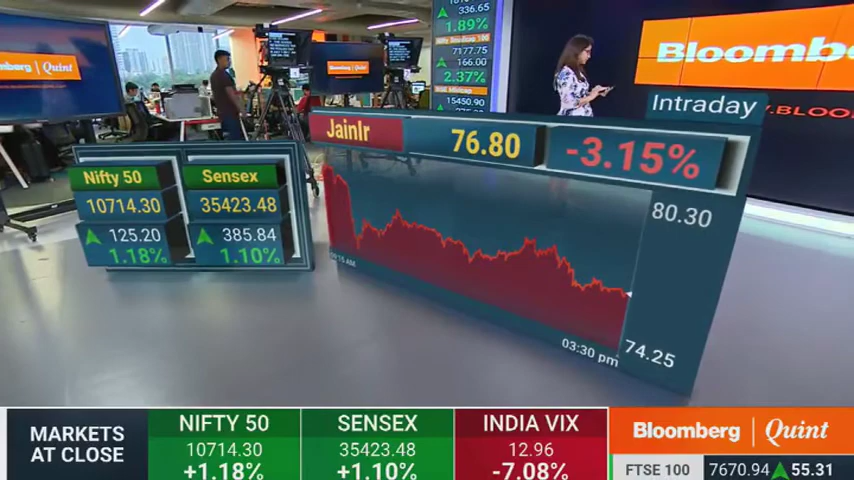 336.65
1.89%
Nifty Smallcap 100
7177.75
166.00
2.37%
BSE Midcap
15450.90
Bloomb
Bloomberg | Quint
.BLOO
Intraday
JainIr
76.80
-3.15%
80.30
74.25
03:30 pm
Nifty 50
10714.30
125.20
1.18%
Sensex
35423.48
385.84
1.10%
MARKETS
AT CLOSE
NIFTY 50
10714.30
+1.18%
SENSEX
35423.48
+1.10%
INDIA VIX
12.96
-7.08%
Bloomberg | Quint
FTSE 100
7670.94
55.31